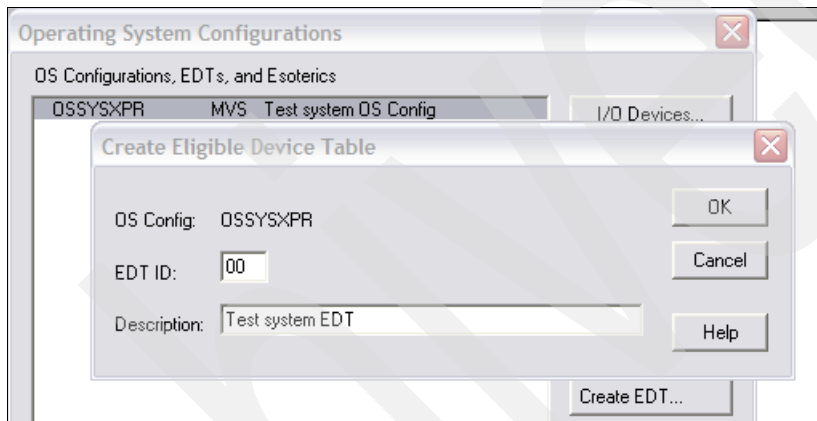 Operating System Configurations
OS Configurations, EDTs, and Esoterics
OSSYSXPR MVS Test system OS Config
I/O Devices...
Create Eligible Device Table
OS Config: OSSYSXPR
OK
EDT ID: 00
Cancel
Description: Test system EDT
Help
Create EDT...